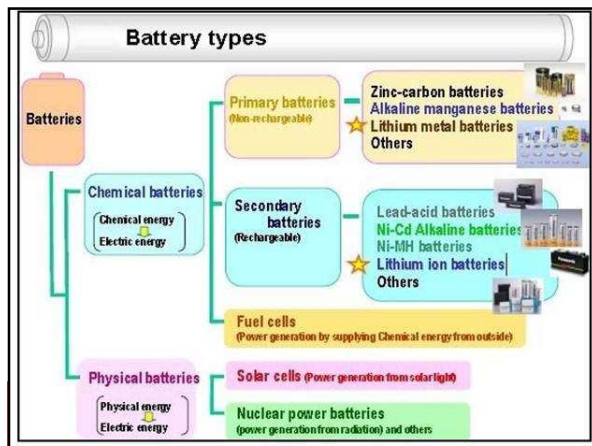 Battery types
Batteries
Chemical batteries
Chemical energy
Electric energy
Primary batteries
(Non-rechargeable)
Zinc-carbon batteries
Alkaline manganese batteries
Lithium metal batteries
Others
Secondary
batteries
(Rechargeable)
Lead-acid batteries
Ni-Cd Alkaline batteries
Ni-MH batteries
Lithium ion batteries
Others
Fuel cells
(Power generation by supplying Chemical energy from outside)
Physical batteries
Physical energy
Electric energy
Solar cells (Power generation from solar light)
Nuclear power batteries
(power generation from radiation) and others